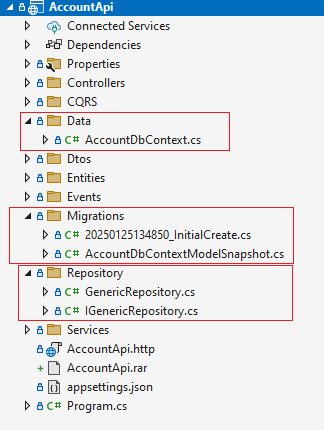 AccountApi
Connected Services
Dependencies
Properties
Controllers
CQRS
Data
C# AccountDbContext.cs
Dtos
Entities
Events
Migrations
C# 20250125134850_InitialCreate.cs
C# AccountDbContextModelSnapshot.cs
Repository
C# GenericRepository.cs
C# IGenericRepository.cs
Services
AccountApi.http
AccountApi.rar
appsettings.json
C# Program.cs